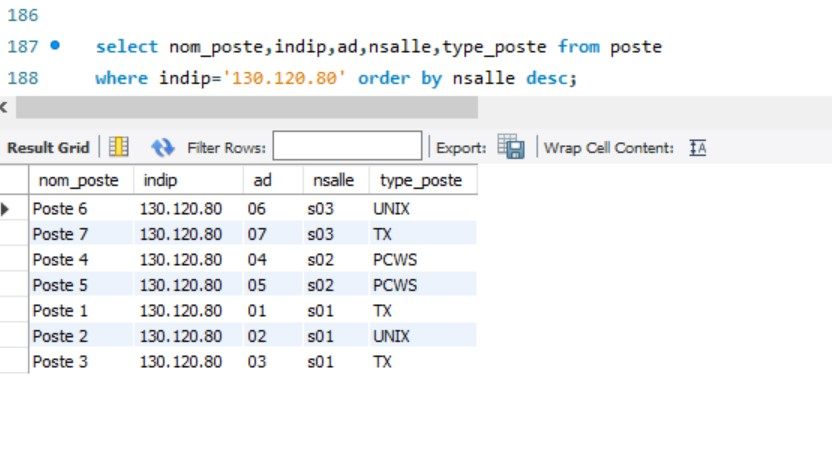 186
187 select nom_poste,indip,ad,nsalle,type_poste from poste
188 where indip='130.120.80' order by nsalle desc;
Result Grid Filter Rows: Export: Wrap Cell Content: IA
nom_poste indip ad nsalle type_poste
Poste 6 130.120.80 06 s03 UNIX
Poste 7 130.120.80 07 s03 TX
Poste 4 130.120.80 04 s02 PCWS
Poste 5 130.120.80 05 s02 PCWS
Poste 1 130.120.80 01 s01 TX
Poste 2 130.120.80 02 s01 UNIX
Poste 3 130.120.80 03 s01 TX